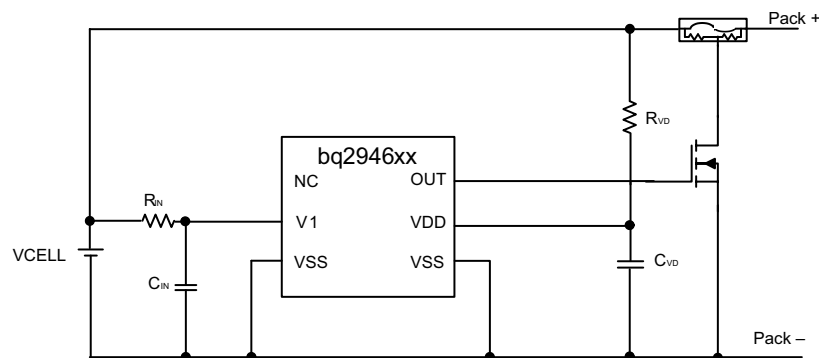 Pack +
RVD
bq2946xx
NC
OUT
RIN
V1
VDD
VCELL
VSS
VSS
CIN
CVD
Pack –